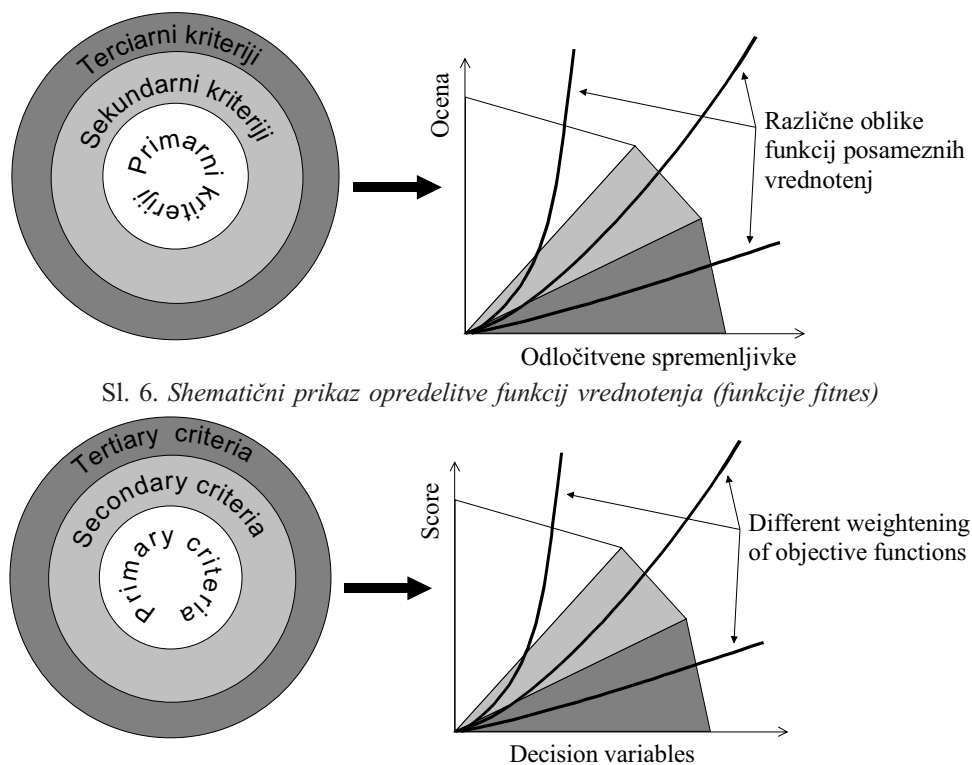 Terciarni kriteriji
Sekundarni kriteriji
Primarni kriteriji
Ocena
Različne oblike
funkcij posameznih
vrednotenj
Odločitvene spremenljivke
Sl. 6. Shematični prikaz opredelitve funkcij vrednotenja (funkcije fitnes)
Tertiary criteria
Secondary criteria
Primary criteria
Score
Different weightening
of objective functions
Decision variables